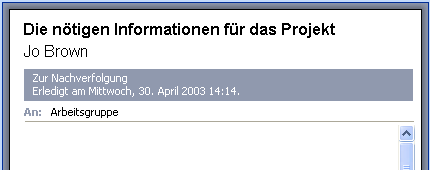 Die nötigen Informationen für das Projekt
Jo Brown
Zur Nachverfolgung
Erledigt am Mittwoch, 30. April 2003 14:14.
An: Arbeitsgruppe